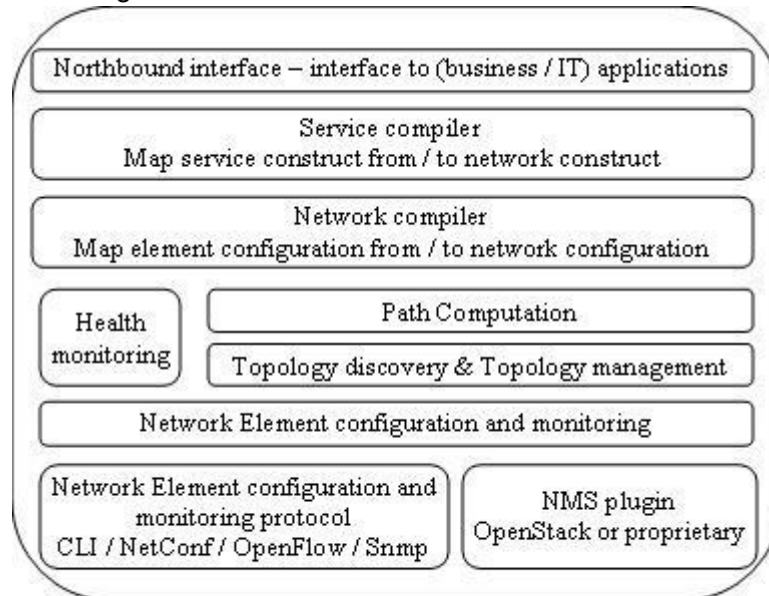 Northbound interface – interface to (business / IT) applications
Service compiler
Map service construct from / to network construct
Network compiler
Map element configuration from / to network configuration
Health
monitoring
Path Computation
Topology discovery & Topology management
Network Element configuration and monitoring
Network Element configuration and
monitoring protocol
CLI / NetConf / OpenFlow / Snmp
NMS plugin
OpenStack or proprietary